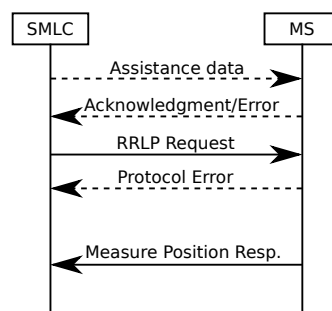 SMLC
MS
Assistance data
Acknowledgment/Error
RRLP Request
Protocol Error
Measure Position Resp.